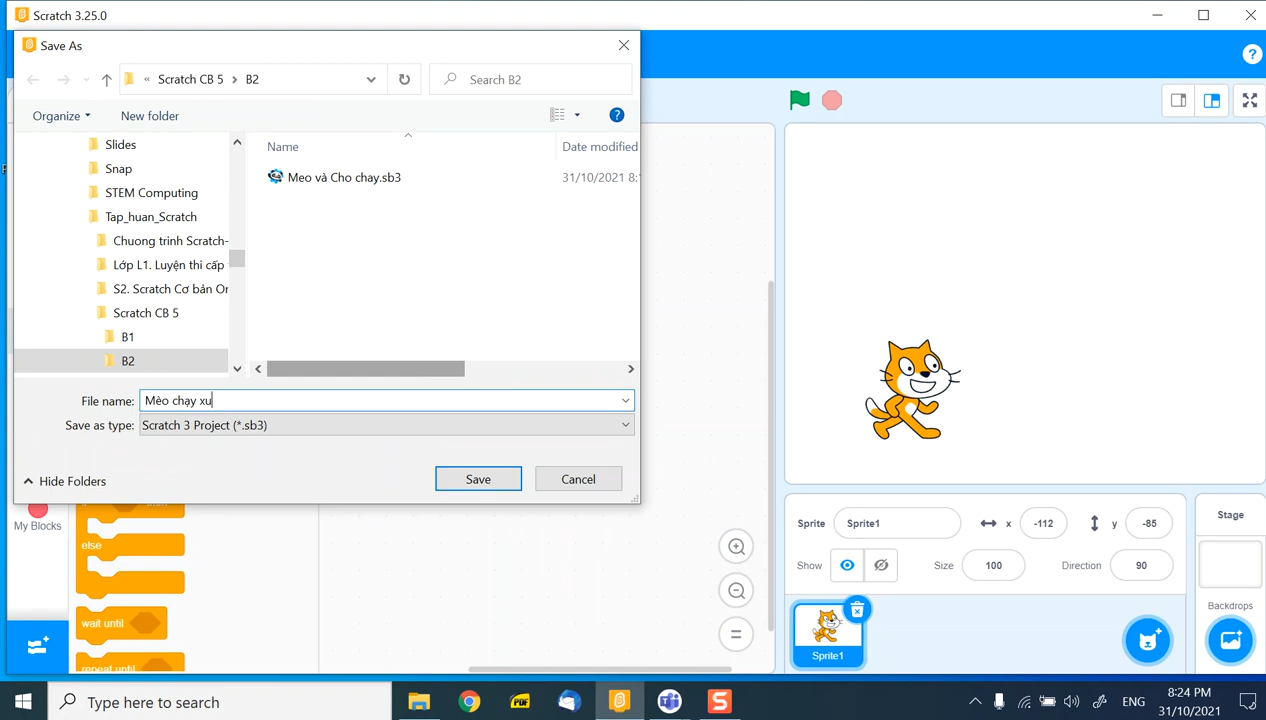 Scratch 3.25.0
Save As
« Scratch CB 5 > B2
Search B2
Organize
New folder
Slides
Snap
STEM Computing
Tap_huan_Scratch
Chuong trinh Scratch-
Lớp L1. Luyện thi cấp
S2. Scratch Cơ bản On
Scratch CB 5
B1
B2
Name
Date modified
Meo và Cho chay.sb3
31/10/2021 8:
File name:
Mèo chạy xu
Save as type:
Scratch 3 Project (*.sb3)
Hide Folders
Save
Cancel
My Blocks
else
wait until
repeat until
Sprite
Sprite1
x
-112
y
-85
Show
Size
100
Direction
90
Sprite1
Stage
Backdrops
Type here to search
PDF
ENG
8:24 PM
31/10/2021